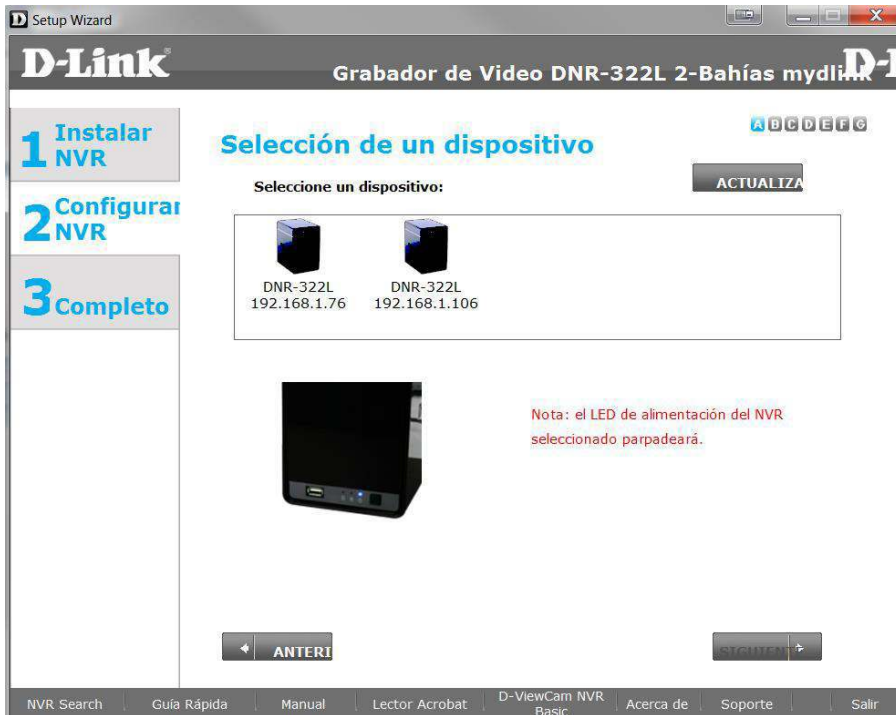 Setup Wizard
D-Link
Grabador de Video DNR-322L 2-Bahías mydlink
1 Instalar
NVR
2 Configurar
NVR
3 Completo
A B C D E F G
Selección de un dispositivo
Seleccione un dispositivo:
ACTUALIZA
DNR-322L
192.168.1.76
DNR-322L
192.168.1.106
Nota: el LED de alimentación del NVR
seleccionado parpadeará.
ANTERI
SIGUIENT
NVR Search
Guía Rápida
Manual
Lector Acrobat
D-ViewCam NVR
Basic
Acerca de
Soporte
Salir